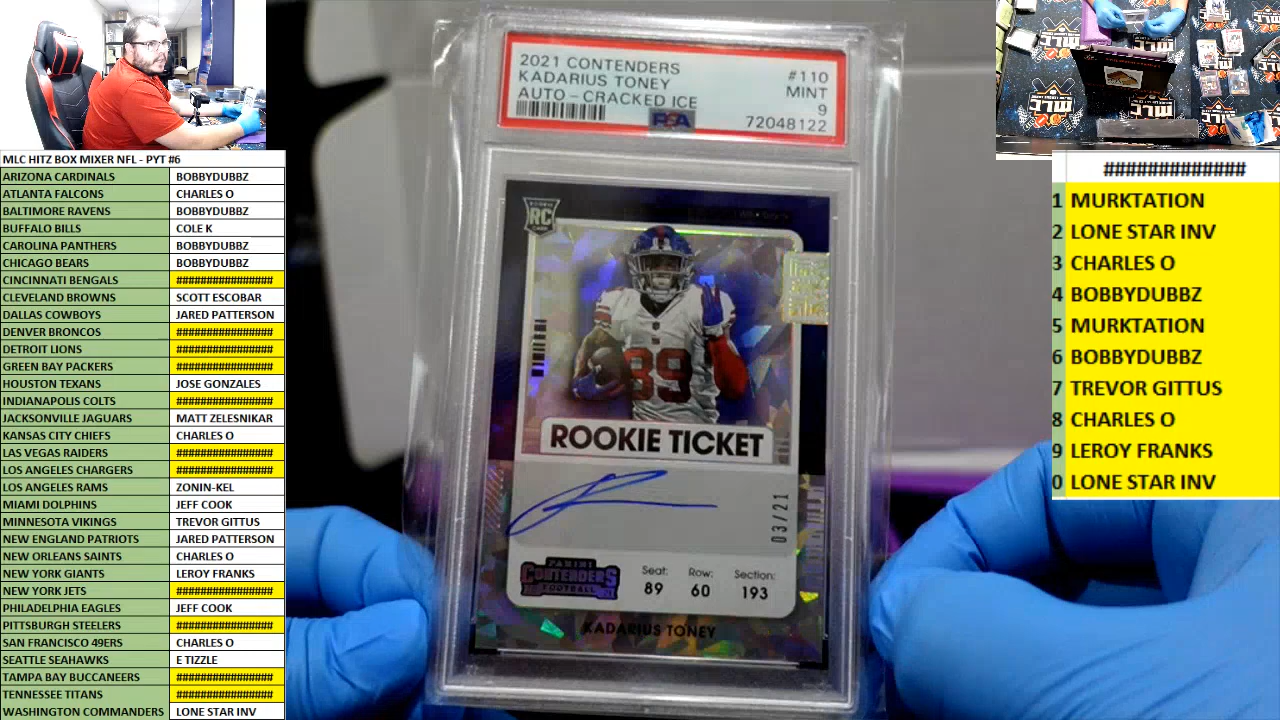 MLC HITZ BOX MIXER NFL - PYT #6
ARIZONA CARDINALS BOBBYDUBBZ
ATLANTA FALCONS CHARLES O
BALTIMORE RAVENS BOBBYDUBBZ
BUFFALO BILLS COLE K
CAROLINA PANTHERS BOBBYDUBBZ
CHICAGO BEARS BOBBYDUBBZ
CINCINNATI BENGALS ################
CLEVELAND BROWNS SCOTT ESCOBAR
DALLAS COWBOYS JARED PATTERSON
DENVER BRONCOS ################
DETROIT LIONS ################
GREEN BAY PACKERS ################
HOUSTON TEXANS JOSE GONZALES
INDIANAPOLIS COLTS ################
JACKSONVILLE JAGUARS MATT ZELESNIKAR
KANSAS CITY CHIEFS CHARLES O
LAS VEGAS RAIDERS ################
LOS ANGELES CHARGERS ################
LOS ANGELES RAMS ZONIN-KEL
MIAMI DOLPHINS JEFF COOK
MINNESOTA VIKINGS TREVOR GITTUS
NEW ENGLAND PATRIOTS JARED PATTERSON
NEW ORLEANS SAINTS CHARLES O
NEW YORK GIANTS LEROY FRANKS
NEW YORK JETS ################
PHILADELPHIA EAGLES JEFF COOK
PITTSBURGH STEELERS ################
SAN FRANCISCO 49ERS CHARLES O
SEATTLE SEAHAWKS E TIZZLE
TAMPA BAY BUCCANEERS ################
TENNESSEE TITANS ################
WASHINGTON COMMANDERS LONE STAR INV
2021 CONTENDERS #110
KADARIUS TONEY MINT
AUTO - CRACKED ICE 9
PSA 72048122
RC
89
ROOKIE TICKET
03/21
PANINI
CONTENDERS
FOOTBALL
Seat: Row: Section:
89 60 193
KADARIUS TONEY
MLC
MLC
MLC
#############
1 MURKTATION
2 LONE STAR INV
3 CHARLES O
4 BOBBYDUBBZ
5 MURKTATION
6 BOBBYDUBBZ
7 TREVOR GITTUS
8 CHARLES O
9 LEROY FRANKS
0 LONE STAR INV